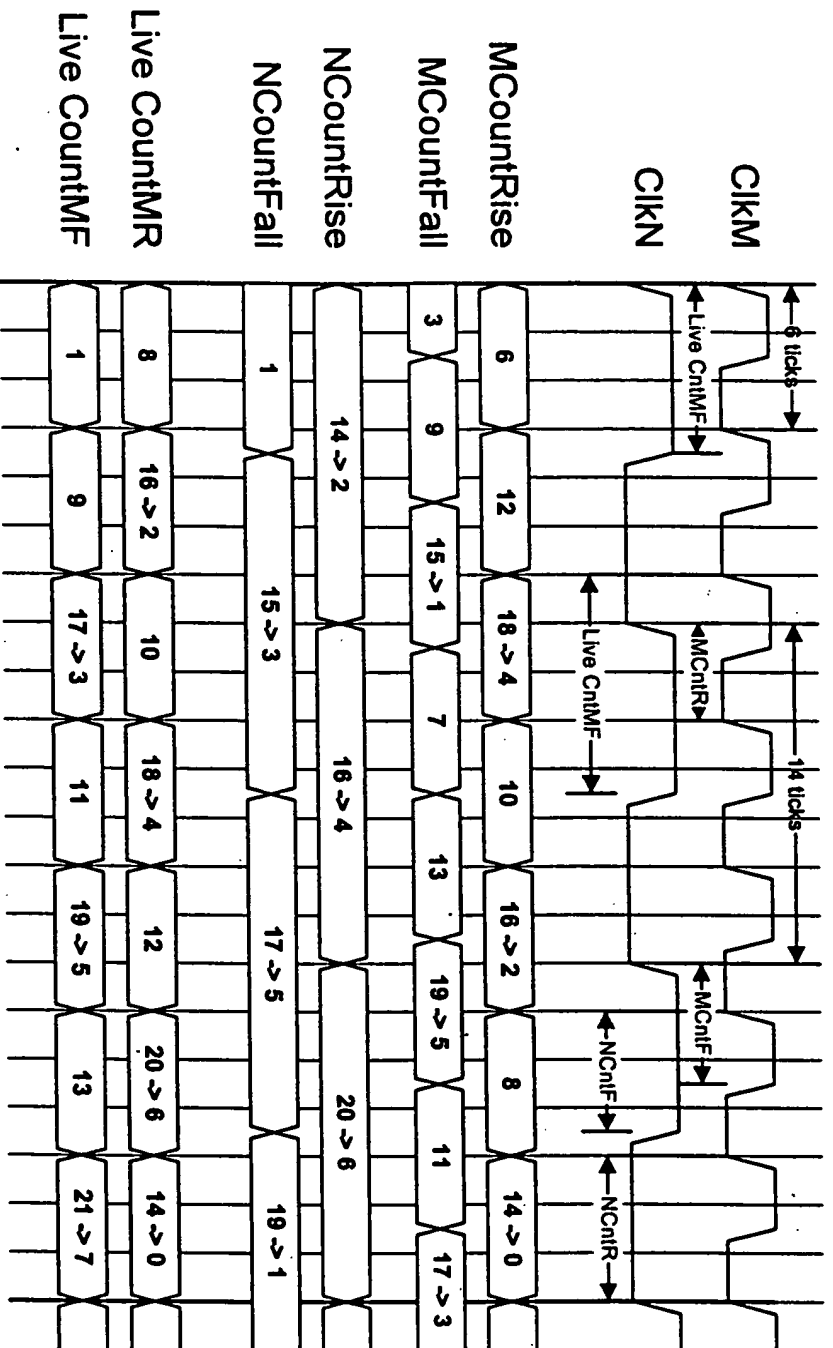 ClkM
6 ticks
14 ticks
ClkN
Live CntMF
MCntR
MCntF
Live CntMF
NCntF
NCntR
MCountRise
6
12
18 -> 4
10
16 -> 2
8
14 -> 0
MCountFall
3
9
15 -> 1
7
13
19 -> 5
11
17 -> 3
NCountRise
14 -> 2
16 -> 4
20 -> 6
NCountFall
1
15 -> 3
17 -> 5
19 -> 1
Live CountMR
8
16 -> 2
10
18 -> 4
12
20 -> 6
14 -> 0
Live CountMF
1
9
17 -> 3
11
19 -> 5
13
21 -> 7